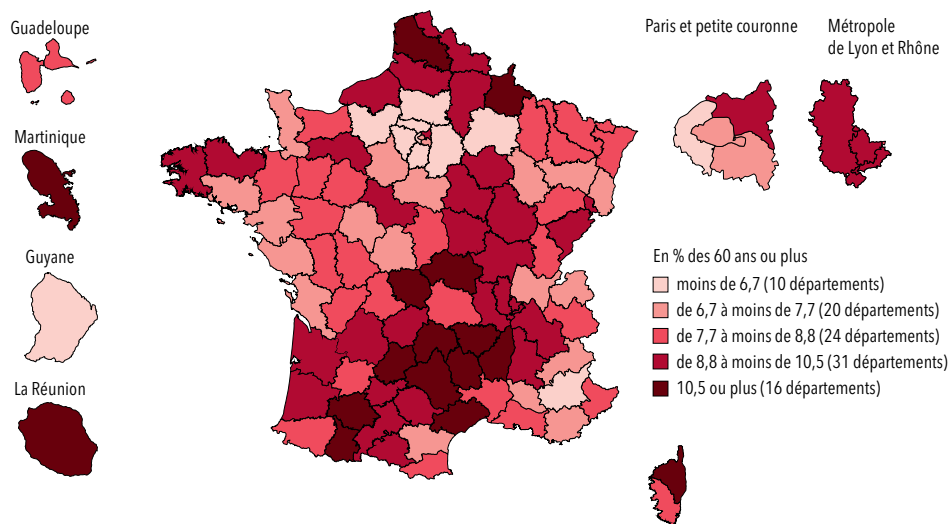 Guadeloupe
Martinique
Guyane
La Réunion
Paris et petite couronne
Métropole
de Lyon et Rhône
En % des 60 ans ou plus
moins de 6,7 (10 départements)
de 6,7 à moins de 7,7 (20 départements)
de 7,7 à moins de 8,8 (24 départements)
de 8,8 à moins de 10,5 (31 départements)
10,5 ou plus (16 départements)